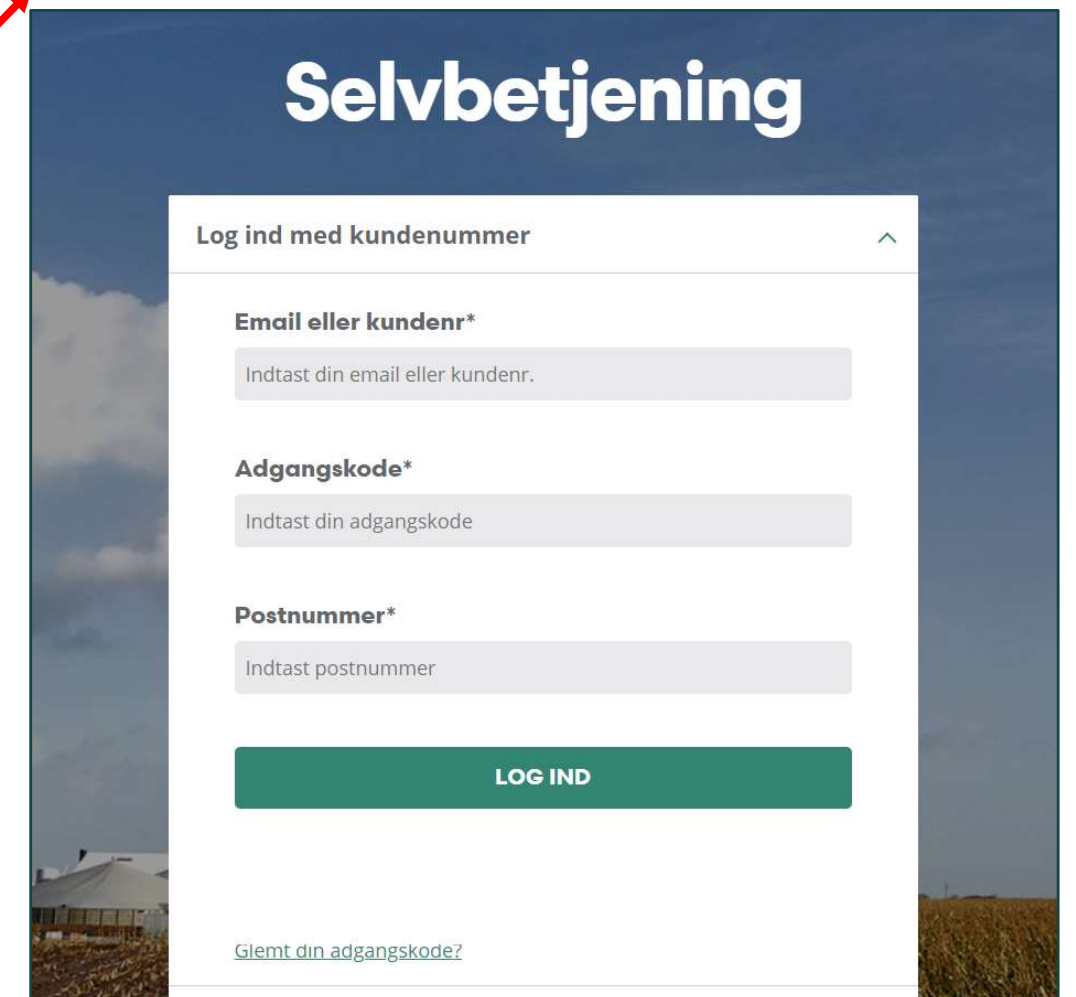 Selvbetjening
Log ind med kundenummer
Email eller kundenr*
Indtast din email eller kundenr.
Adgangskode*
Indtast din adgangskode
Postnummer*
Indtast postnummer
LOG IND
Glemt din adgangskode?